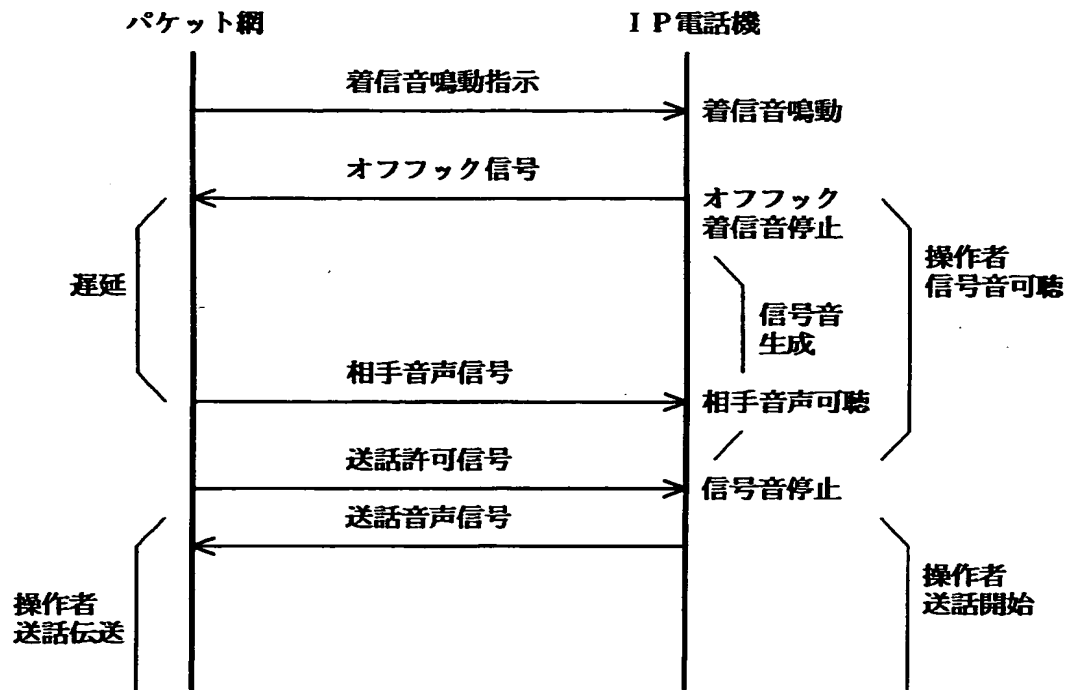 パケット網
ＩＰ電話機
着信音鳴動指示
着信音鳴動
オフフック信号
オフフック
着信音停止
操作者
信号音可聴
遅延
信号音
生成
相手音声信号
相手音声可聴
送話許可信号
信号音停止
送話音声信号
操作者
送話開始
操作者
送話伝送